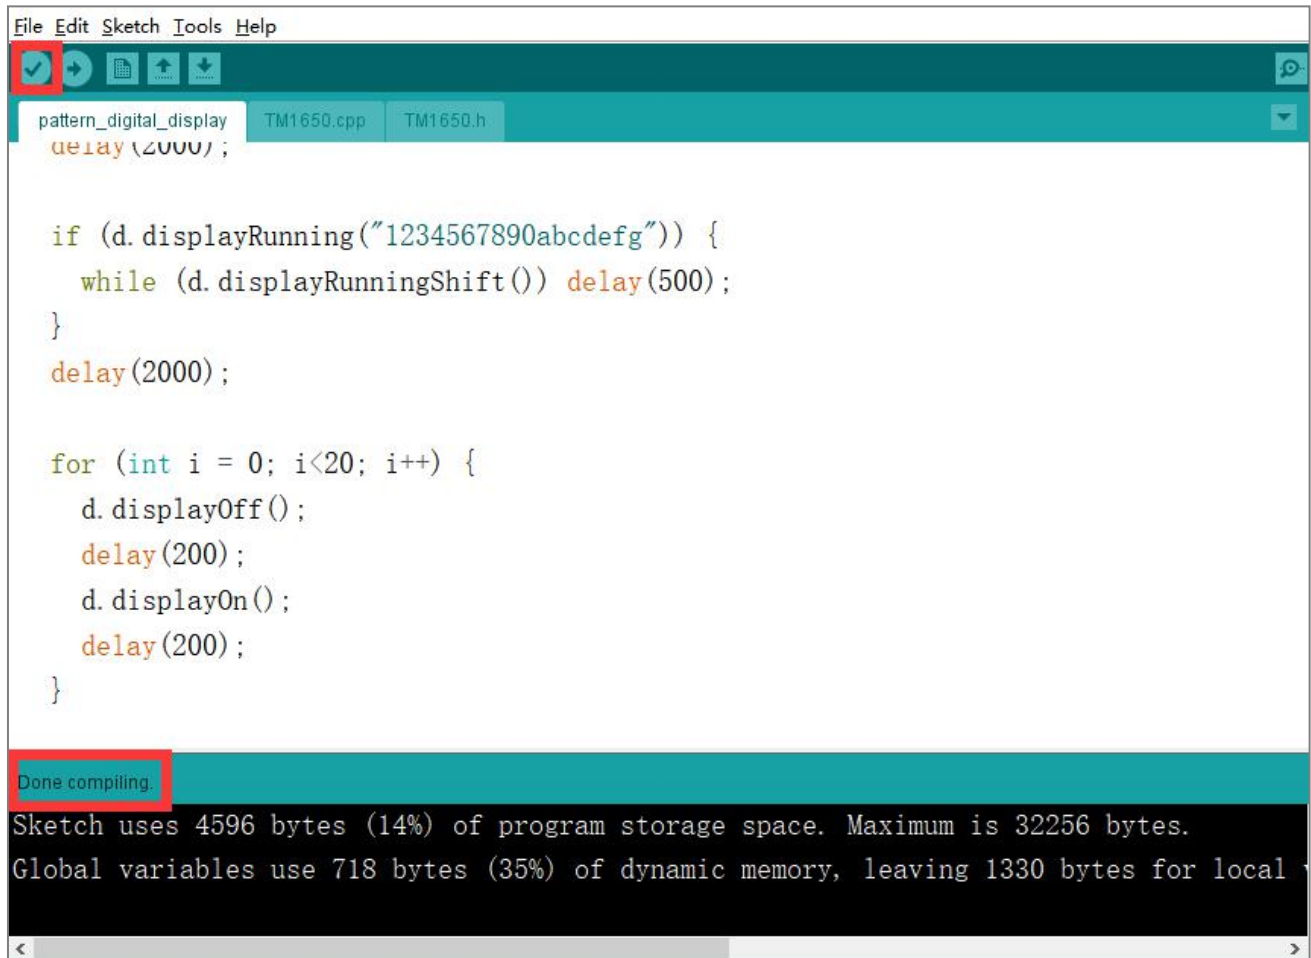 File Edit Sketch Tools Help
pattern_digital_display TM1650.cpp TM1650.h
delay(2000);
if (d.displayRunning("1234567890abcdefg")) {
while (d.displayRunningShift()) delay(500);
}
delay(2000);
for (int i = 0; i<20; i++) {
d.displayOff();
delay(200);
d.displayOn();
delay(200);
}
Done compiling.
Sketch uses 4596 bytes (14%) of program storage space. Maximum is 32256 bytes.
Global variables use 718 bytes (35%) of dynamic memory, leaving 1330 bytes for local